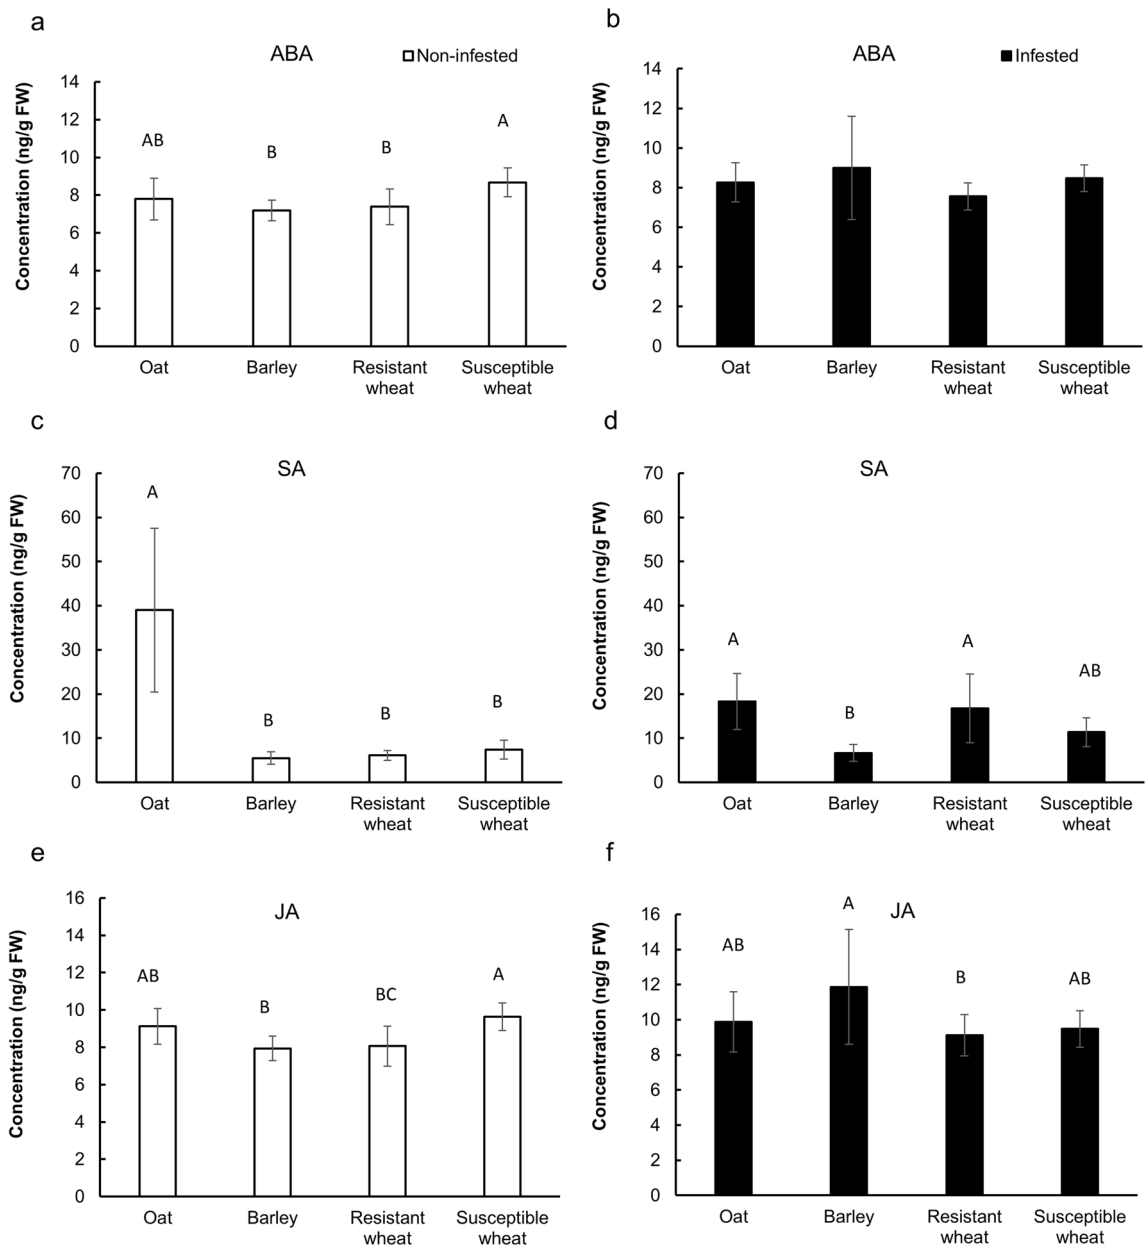 a
ABA
Non-infested
Concentration (ng/g FW)
14
12
10
8
6
4
2
0
AB
B
B
A
Oat
Barley
Resistant
wheat
Susceptible
wheat
b
ABA
Infested
Concentration (ng/g FW)
14
12
10
8
6
4
2
0
Oat
Barley
Resistant
wheat
Susceptible
wheat
c
SA
Concentration (ng/g FW)
70
60
50
40
30
20
10
0
A
B
B
B
Oat
Barley
Resistant
wheat
Susceptible
wheat
d
SA
Concentration (ng/g FW)
70
60
50
40
30
20
10
0
A
B
A
AB
Oat
Barley
Resistant
wheat
Susceptible
wheat
e
JA
Concentration (ng/g FW)
16
14
12
10
8
6
4
2
0
AB
B
BC
A
Oat
Barley
Resistant
wheat
Susceptible
wheat
f
JA
Concentration (ng/g FW)
16
14
12
10
8
6
4
2
0
AB
A
B
AB
Oat
Barley
Resistant
wheat
Susceptible
wheat